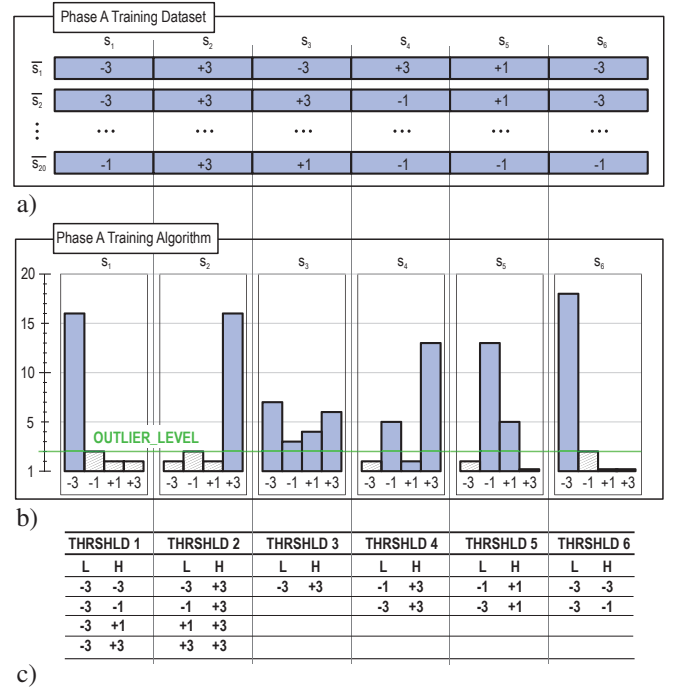 Phase A Training Dataset
s1 s2 s3 s4 s5 s6
s1 -3 +3 -3 +3 +1 -3
s2 -3 +3 +3 -1 +1 -3
⋮ ... ... ... ... ... ...
s20 -1 +3 +1 -1 -1 -1
a)
Phase A Training Algorithm
s1 s2 s3 s4 s5 s6
20
15
10
5
OUTLIER_LEVEL
1
-3 -1 +1 +3 -3 -1 +1 +3 -3 -1 +1 +3 -3 -1 +1 +3 -3 -1 +1 +3 -3 -1 +1 +3
b)
THRSHLD 1 THRSHLD 2 THRSHLD 3 THRSHLD 4 THRSHLD 5 THRSHLD 6
L H L H L H L H L H L H
-3 -3 -3 +3 -3 +3 -1 +3 -1 +1 -3 -3
-3 -1 -1 +3 -3 +3 -3 +1 -3 -1
-3 +1 +1 +3
-3 +3 +3 +3
c)